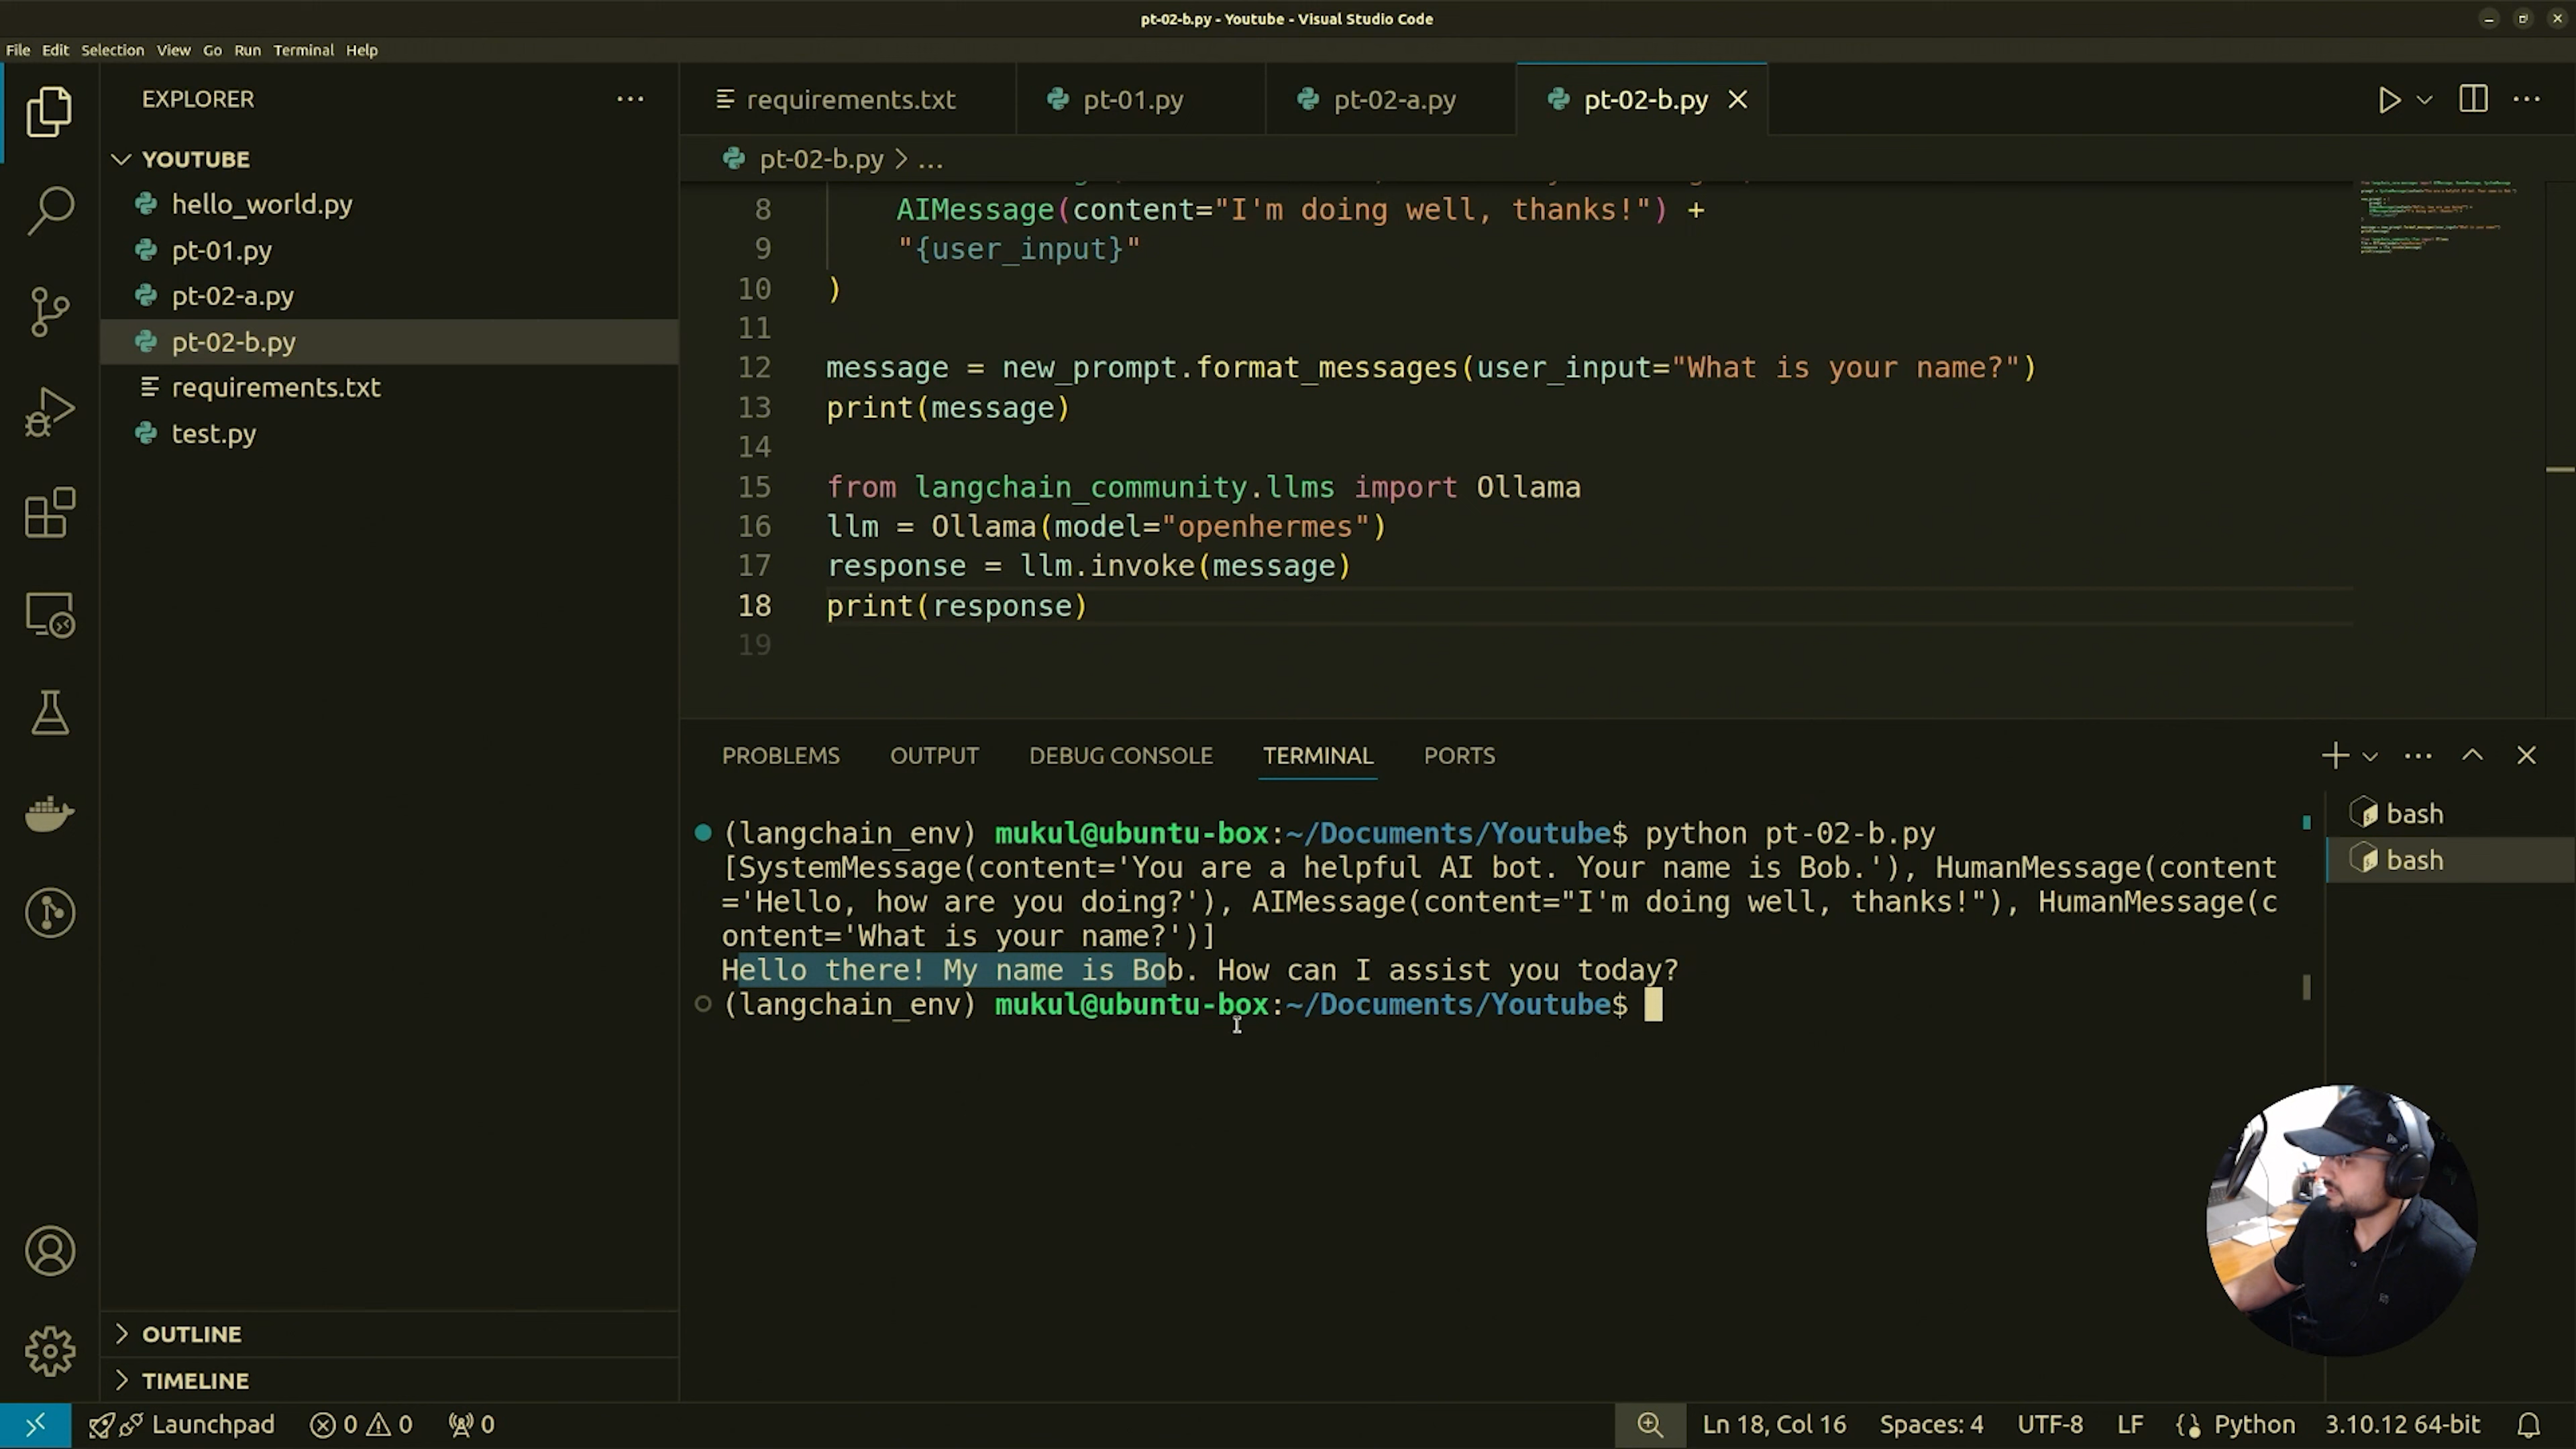 pt-02-b.py - Youtube - Visual Studio Code
File Edit Selection View Go Run Terminal Help
EXPLORER
YOUTUBE
hello_world.py
pt-01.py
pt-02-a.py
pt-02-b.py
requirements.txt
test.py
OUTLINE
TIMELINE
requirements.txt pt-01.py pt-02-a.py pt-02-b.py
pt-02-b.py > ...
8 AIMessage(content="I'm doing well, thanks!") +
9 "{user_input}"
10 )
11
12 message = new_prompt.format_messages(user_input="What is your name?")
13 print(message)
14
15 from langchain_community.llms import Ollama
16 llm = Ollama(model="openhermes")
17 response = llm.invoke(message)
18 print(response)
19
PROBLEMS OUTPUT DEBUG CONSOLE TERMINAL PORTS
(langchain_env) mukul@ubuntu-box:~/Documents/Youtube$ python pt-02-b.py
[SystemMessage(content='You are a helpful AI bot. Your name is Bob.'), HumanMessage(content
='Hello, how are you doing?'), AIMessage(content="I'm doing well, thanks!"), HumanMessage(c
ontent='What is your name?')]
Hello there! My name is Bob. How can I assist you today?
(langchain_env) mukul@ubuntu-box:~/Documents/Youtube$
bash
bash
Launchpad 0 0 0 Ln 18, Col 16 Spaces: 4 UTF-8 LF Python 3.10.12 64-bit